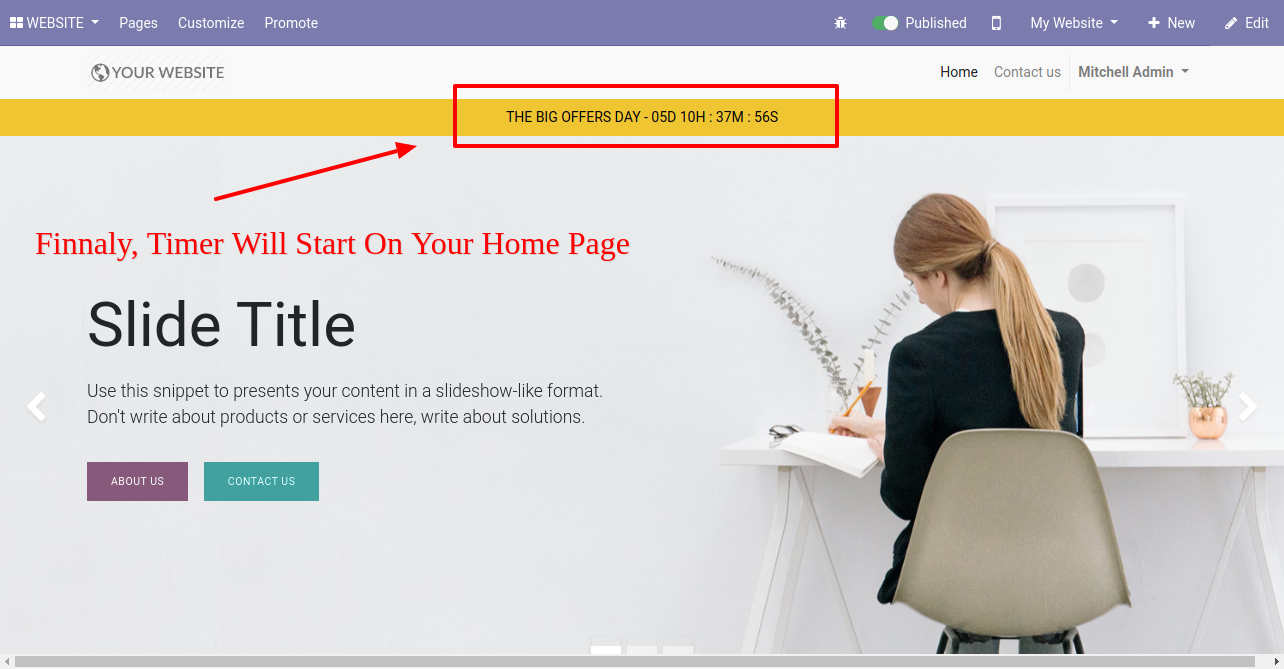 WEBSITE Pages Customize Promote Published My Website New Edit
YOUR WEBSITE Home Contact us Mitchell Admin
THE BIG OFFERS DAY - 05D 10H : 37M : 56S
Finnaly, Timer Will Start On Your Home Page
Slide Title
Use this snippet to presents your content in a slideshow-like format.
Don't write about products or services here, write about solutions.
ABOUT US CONTACT US